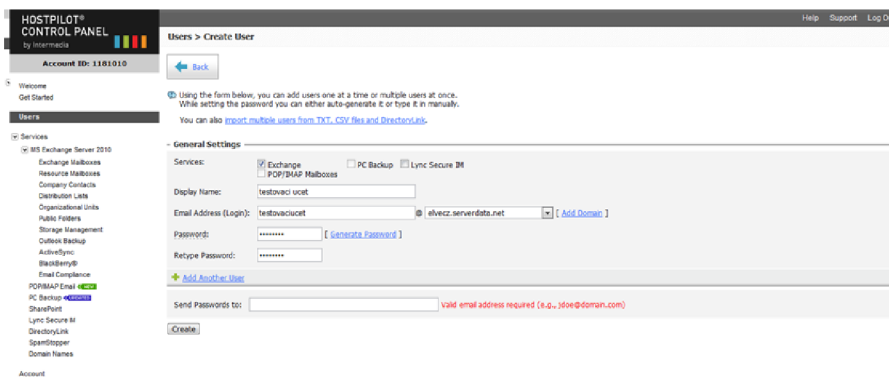 HOSTPILOT®
CONTROL PANEL
by Intermedia
Help Support Log O
Account ID: 1181010
Welcome
Get Started
Users
Services
MS Exchange Server 2010
Exchange Mailboxes
Resource Mailboxes
Company Contacts
Distribution Lists
Organizational Units
Public Folders
Storage Management
Outlook Backup
ActiveSync
BlackBerry®
Email Compliance
POP/IMAP Email NEW
PC Backup UPDATED
SharePoint
Lync Secure IM
DirectoryLink
SpamStopper
Domain Names
Account
Users > Create User
Back
Using the form below, you can add users one at a time or multiple users at once.
While setting the password you can either auto-generate it or type it in manually.
You can also import multiple users from TXT, CSV files and DirectoryLink.
General Settings
Services: Exchange PC Backup Lync Secure IM
POP/IMAP Mailboxes
Display Name: testovaci ucet
Email Address (Login): testovaciucet @ elvecz.serverdata.net [ Add Domain ]
Password: ········ [ Generate Password ]
Retype Password: ········
Add Another User
Send Passwords to: Valid email address required (e.g., jdoe@domain.com)
Create